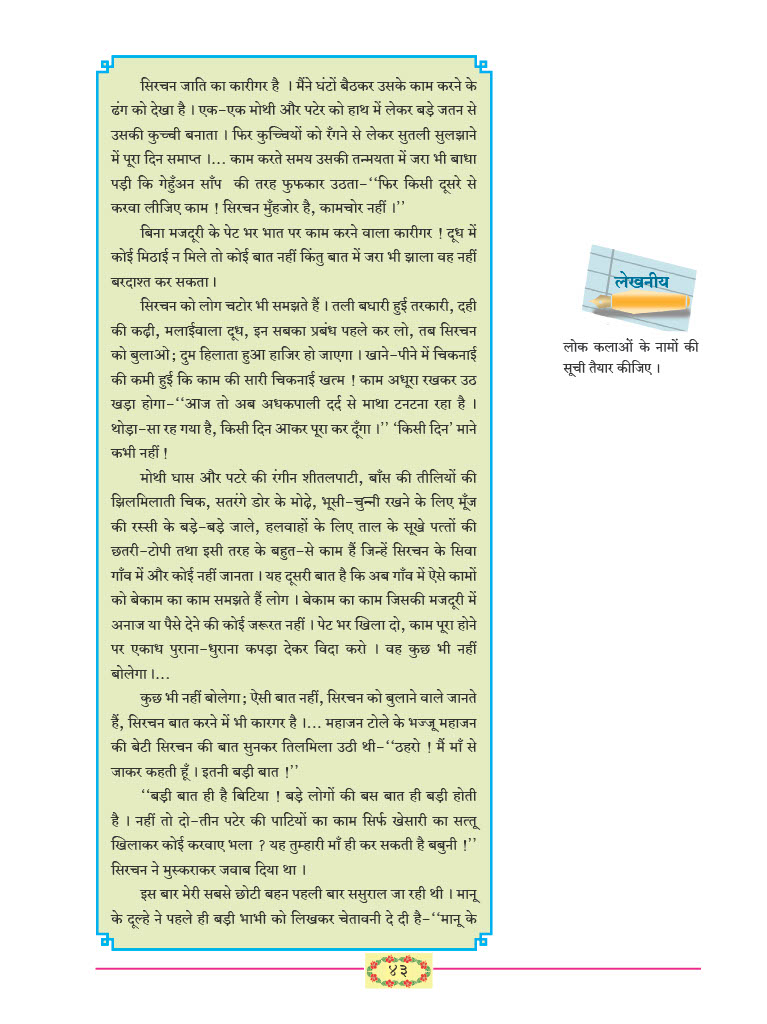 सिरचन जाति का कारीगर है । मैंने घंटों बैठकर उसके काम करने के
ढंग को देखा है । एक-एक मोथी और पटेर को हाथ में लेकर बड़े जतन से
उसकी कुच्ची बनाता । फिर कुच्चियों को रँगने से लेकर सुतली सुलझाने
में पूरा दिन समाप्त ।... काम करते समय उसकी तन्मयता में जरा भी बाधा
पड़ी कि गेहुँअन साँप की तरह फुफकार उठता-‘‘फिर किसी दूसरे से
करवा लीजिए काम ! सिरचन मुँहजोर है, कामचोर नहीं ।’’
बिना मजदूरी के पेट भर भात पर काम करने वाला कारीगर ! दूध में
कोई मिठाई न मिले तो कोई बात नहीं किंतु बात में जरा भी झाला वह नहीं
बरदाश्त कर सकता ।
सिरचन को लोग चटोर भी समझते हैं । तली बघारी हुई तरकारी, दही
की कढ़ी, मलाईवाला दूध, इन सबका प्रबंध पहले कर लो, तब सिरचन
को बुलाओ; दुम हिलाता हुआ हाजिर हो जाएगा । खाने-पीने में चिकनाई
की कमी हुई कि काम की सारी चिकनाई खत्म ! काम अधूरा रखकर उठ
खड़ा होगा-‘‘आज तो अब अधकपाली दर्द से माथा टनटना रहा है ।
थोड़ा-सा रह गया है, किसी दिन आकर पूरा कर दूँगा ।’’ ‘किसी दिन’ माने
कभी नहीं !
मोथी घास और पटरे की रंगीन शीतलपाटी, बाँस की तीलियों की
झिलमिलाती चिक, सतरंगे डोर के मोढ़े, भूसी-चुन्नी रखने के लिए मूँज
की रस्सी के बड़े-बड़े जाले, हलवाहों के लिए ताल के सूखे पत्तों की
छतरी-टोपी तथा इसी तरह के बहुत-से काम हैं जिन्हें सिरचन के सिवा
गाँव में और कोई नहीं जानता । यह दूसरी बात है कि अब गाँव में ऐसे कामों
को बेकाम का काम समझते हैं लोग । बेकाम का काम जिसकी मजदूरी में
अनाज या पैसे देने की कोई जरूरत नहीं । पेट भर खिला दो, काम पूरा होने
पर एकाध पुराना-धुराना कपड़ा देकर विदा करो । वह कुछ भी नहीं
बोलेगा ।...
कुछ भी नहीं बोलेगा; ऐसी बात नहीं, सिरचन को बुलाने वाले जानते
हैं, सिरचन बात करने में भी कारगर है ।... महाजन टोले के भज्जू महाजन
की बेटी सिरचन की बात सुनकर तिलमिला उठी थी-‘‘ठहरो ! मैं माँ से
जाकर कहती हूँ । इतनी बड़ी बात !’’
‘‘बड़ी बात ही है बिटिया ! बड़े लोगों की बस बात ही बड़ी होती
है । नहीं तो दो-तीन पटेर की पाटियों का काम सिर्फ खेसारी का सत्तू
खिलाकर कोई करवाए भला ? यह तुम्हारी माँ ही कर सकती है बबुनी !’’
सिरचन ने मुस्कराकर जवाब दिया था ।
इस बार मेरी सबसे छोटी बहन पहली बार ससुराल जा रही थी । मानू
के दूल्हे ने पहले ही बड़ी भाभी को लिखकर चेतावनी दे दी है-‘‘मानू के
लेखनीय
लोक कलाओं के नामों की
सूची तैयार कीजिए ।
४३